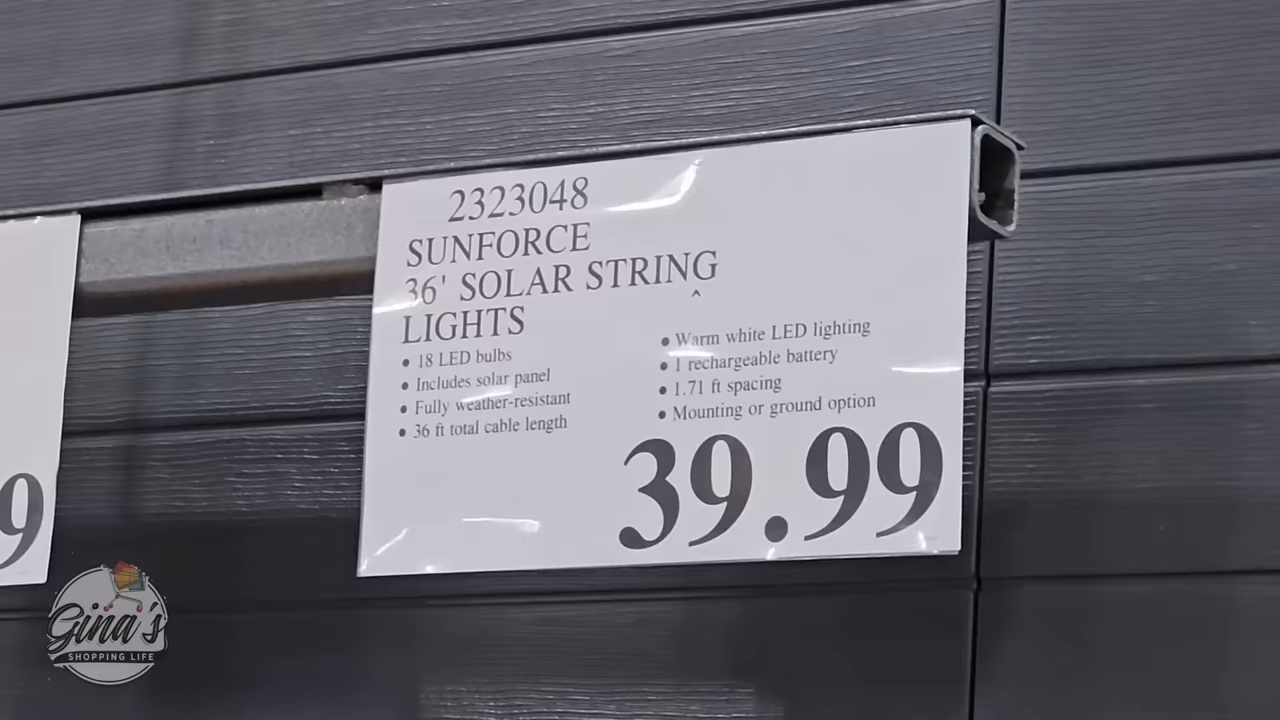 2323048
SUNFORCE
36' SOLAR STRING
^
LIGHTS
• 18 LED bulbs
• Includes solar panel
• Fully weather-resistant
• 36 ft total cable length
• Warm white LED lighting
• 1 rechargeable battery
• 1.71 ft spacing
• Mounting or ground option
39.99
9
Gina's
SHOPPING LIFE